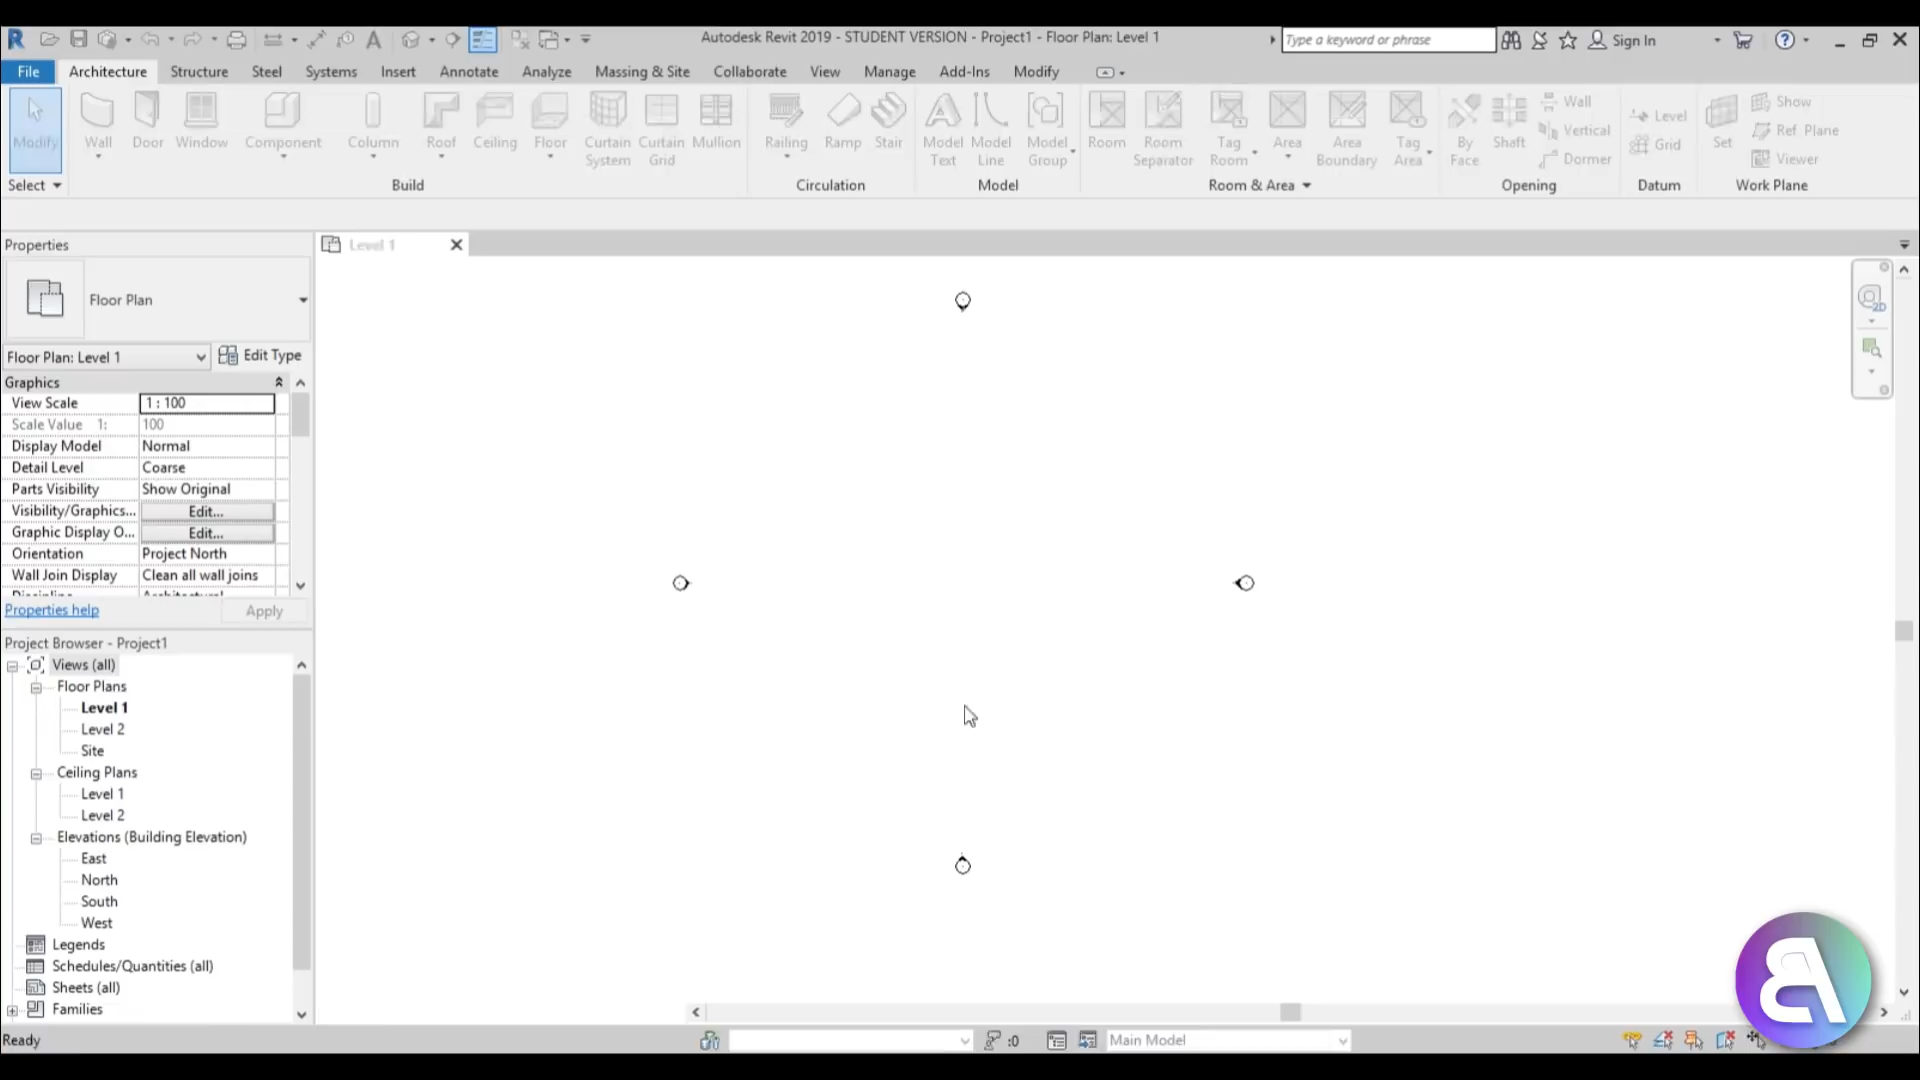 Autodesk Revit 2019 - STUDENT VERSION - Project1 - Floor Plan: Level 1
Type a keyword or phrase
Sign In
File Architecture Structure Steel Systems Insert Annotate Analyze Massing & Site Collaborate View Manage Add-Ins Modify
Modify
Wall
Door
Window
Component
Column
Roof
Ceiling
Floor
Curtain System
Curtain Grid
Mullion
Railing
Ramp
Stair
Model Text
Model Line
Model Group
Room
Room Separator
Tag Room
Area
Area Boundary
Tag Area
By Face
Shaft
Wall
Vertical
Dormer
Level
Grid
Set
Show
Ref Plane
Viewer
Select
Build
Circulation
Model
Room & Area
Opening
Datum
Work Plane
Properties
Level 1
Floor Plan
2D
Floor Plan: Level 1
Edit Type
Graphics
View Scale 1 : 100
Scale Value 1: 100
Display Model Normal
Detail Level Coarse
Parts Visibility Show Original
Visibility/Graphics... Edit...
Graphic Display O... Edit...
Orientation Project North
Wall Join Display Clean all wall joins
Discipline Architectural
Properties help
Apply
Project Browser - Project1
Views (all)
Floor Plans
Level 1
Level 2
Site
Ceiling Plans
Level 1
Level 2
Elevations (Building Elevation)
East
North
South
West
Legends
Schedules/Quantities (all)
Sheets (all)
Families
Ready
:0
Main Model